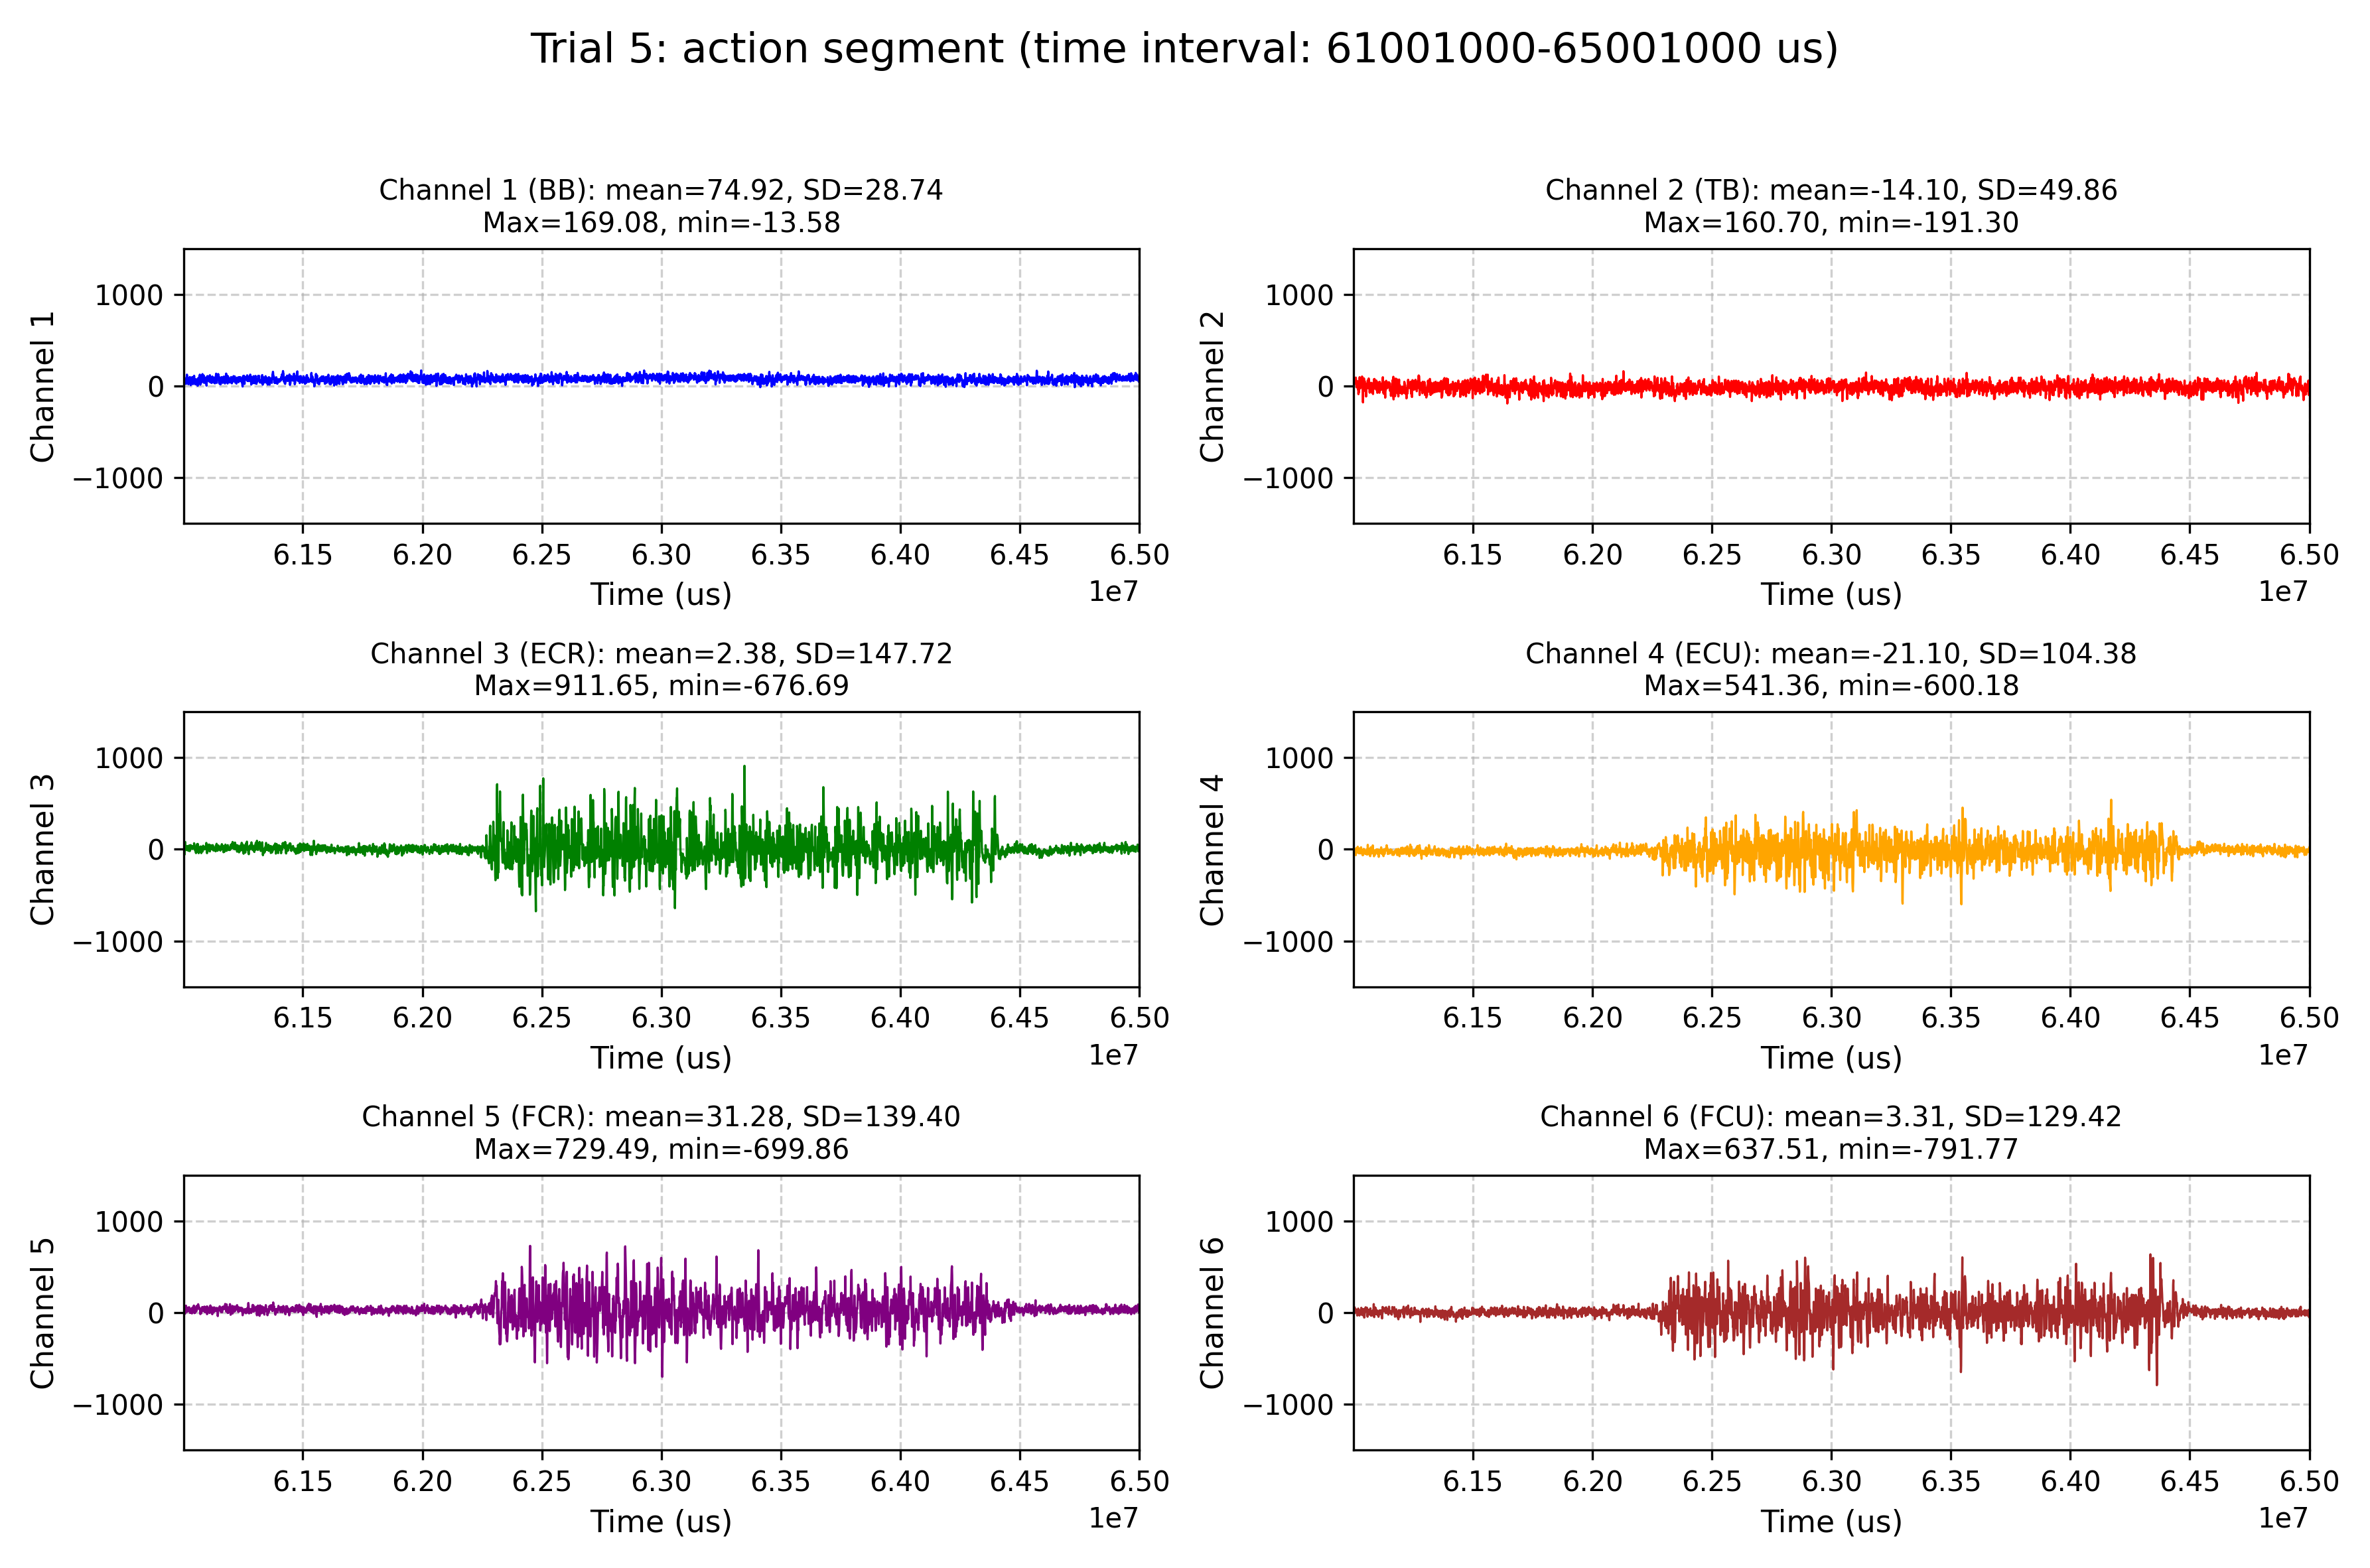 Trial 5: action segment (time interval: 61001000-65001000 us)
Channel 1 (BB): mean=74.92, SD=28.74
Max=169.08, min=-13.58
Channel 1
1000
0
−1000
6.15 6.20 6.25 6.30 6.35 6.40 6.45 6.50
Time (us)
1e7
Channel 2 (TB): mean=-14.10, SD=49.86
Max=160.70, min=-191.30
Channel 2
1000
0
−1000
6.15 6.20 6.25 6.30 6.35 6.40 6.45 6.50
Time (us)
1e7
Channel 3 (ECR): mean=2.38, SD=147.72
Max=911.65, min=-676.69
Channel 3
1000
0
−1000
6.15 6.20 6.25 6.30 6.35 6.40 6.45 6.50
Time (us)
1e7
Channel 4 (ECU): mean=-21.10, SD=104.38
Max=541.36, min=-600.18
Channel 4
1000
0
−1000
6.15 6.20 6.25 6.30 6.35 6.40 6.45 6.50
Time (us)
1e7
Channel 5 (FCR): mean=31.28, SD=139.40
Max=729.49, min=-699.86
Channel 5
1000
0
−1000
6.15 6.20 6.25 6.30 6.35 6.40 6.45 6.50
Time (us)
1e7
Channel 6 (FCU): mean=3.31, SD=129.42
Max=637.51, min=-791.77
Channel 6
1000
0
−1000
6.15 6.20 6.25 6.30 6.35 6.40 6.45 6.50
Time (us)
1e7